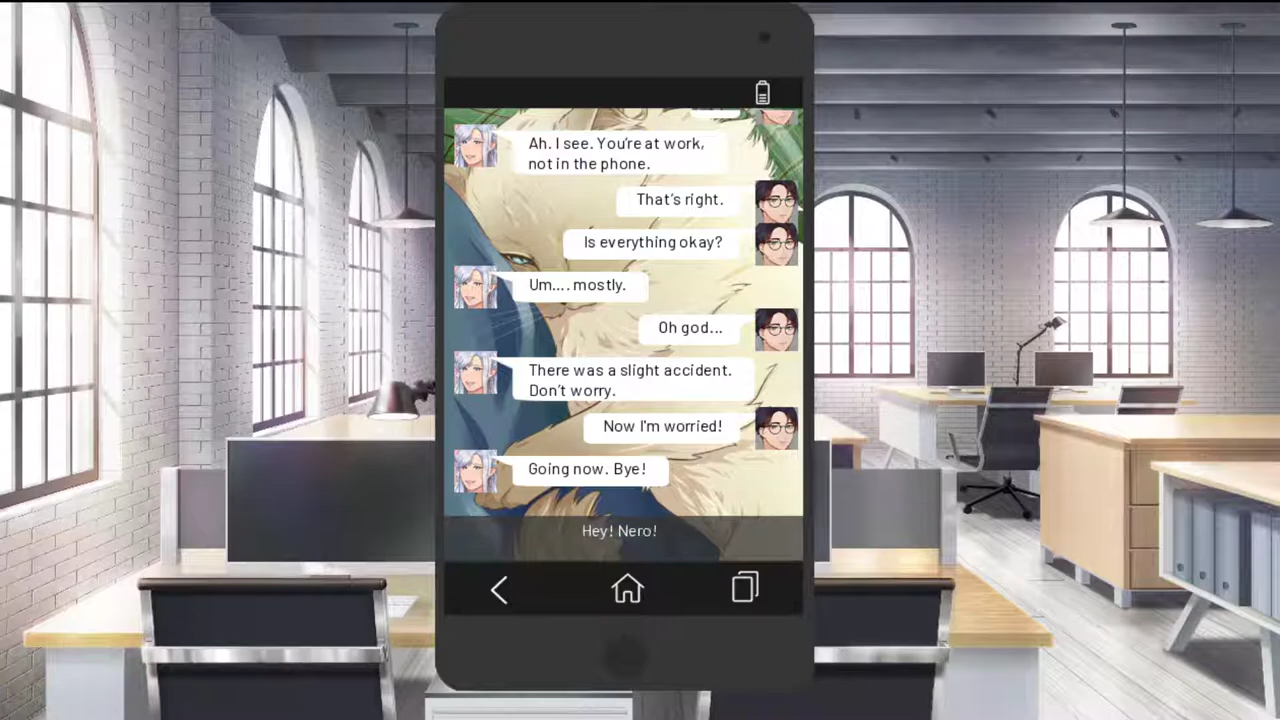 Ah. I see. You're at work,
not in the phone.
That's right.
Is everything okay?
Um.... mostly.
Oh god...
There was a slight accident.
Don't worry.
Now I'm worried!
Going now. Bye!
Hey! Nero!